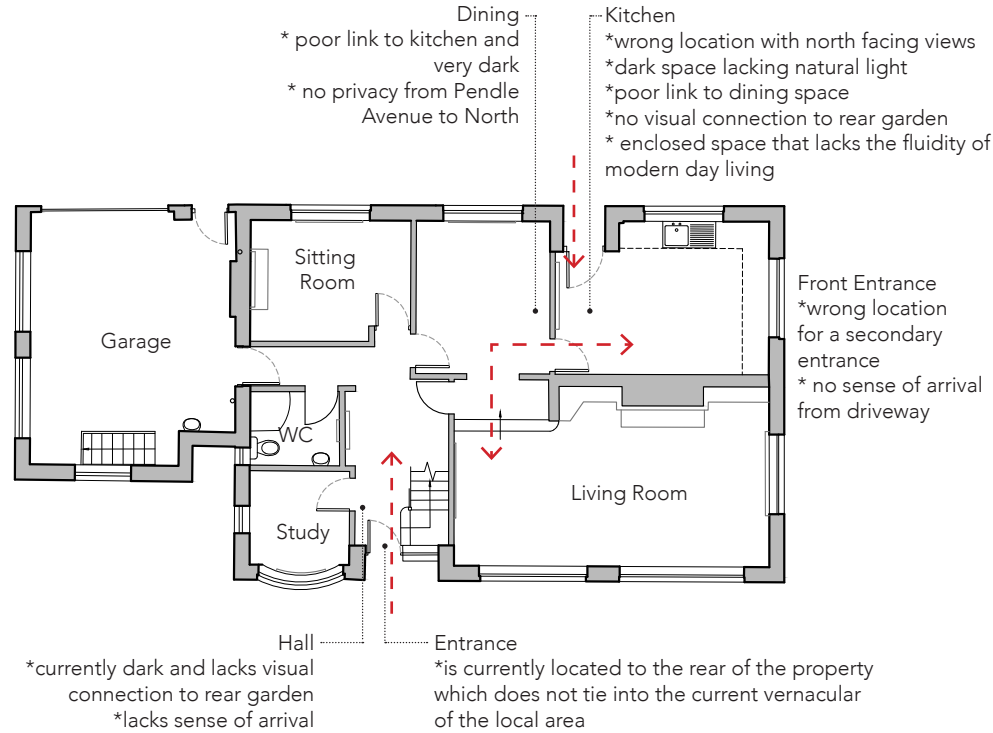 Dining
* poor link to kitchen and
very dark
* no privacy from Pendle
Avenue to North
Kitchen
*wrong location with north facing views
*dark space lacking natural light
*poor link to dining space
*no visual connection to rear garden
* enclosed space that lacks the fluidity of
modern day living
Sitting
Room
Garage
Front Entrance
*wrong location
for a secondary
entrance
* no sense of arrival
from driveway
WC
Living Room
Study
Hall
*currently dark and lacks visual
connection to rear garden
*lacks sense of arrival
Entrance
*is currently located to the rear of the property
which does not tie into the current vernacular
of the local area